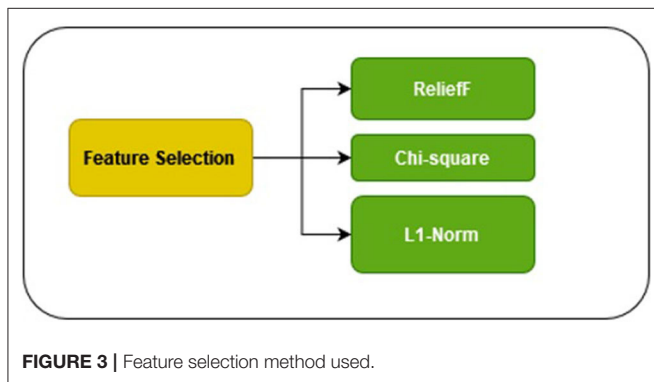 Feature Selection
ReliefF
Chi-square
L1-Norm
FIGURE 3 | Feature selection method used.